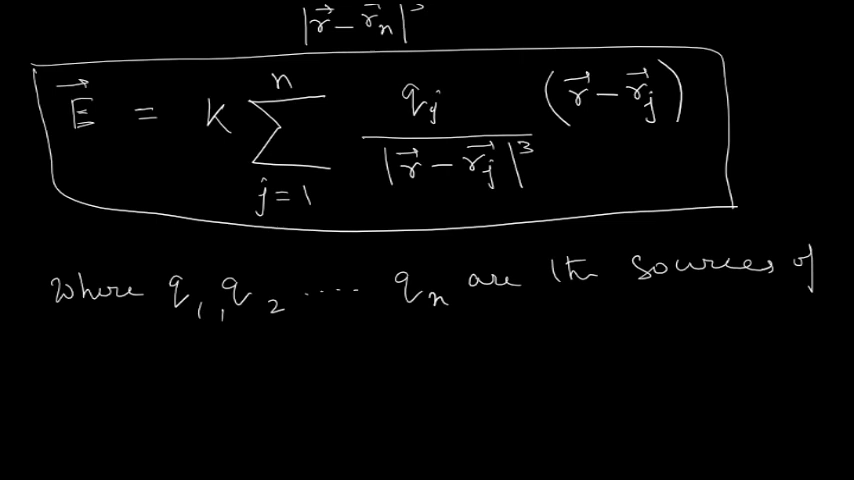 |r⃗ − r⃗ₙ|³
E⃗ = K ∑ⱼ₌₁ⁿ qⱼ / |r⃗ − r⃗ⱼ|³ (r⃗ − r⃗ⱼ)
where q₁, q₂ .... qₙ are the sources of